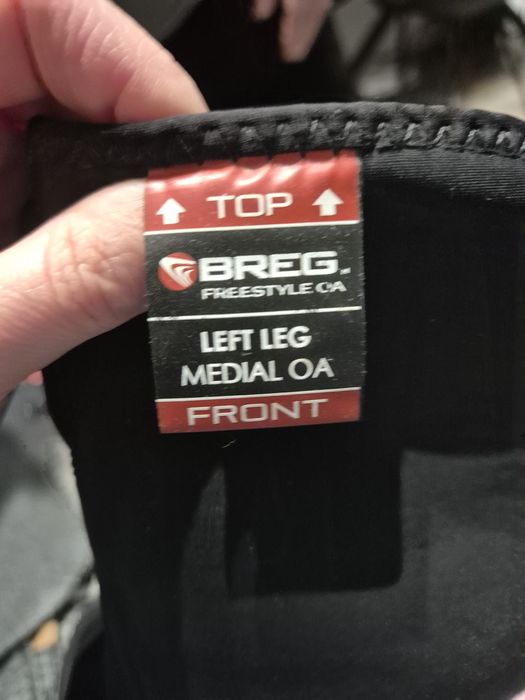 TOP
BREG
FREESTYLE OA
LEFT LEG
MEDIAL OA
FRONT